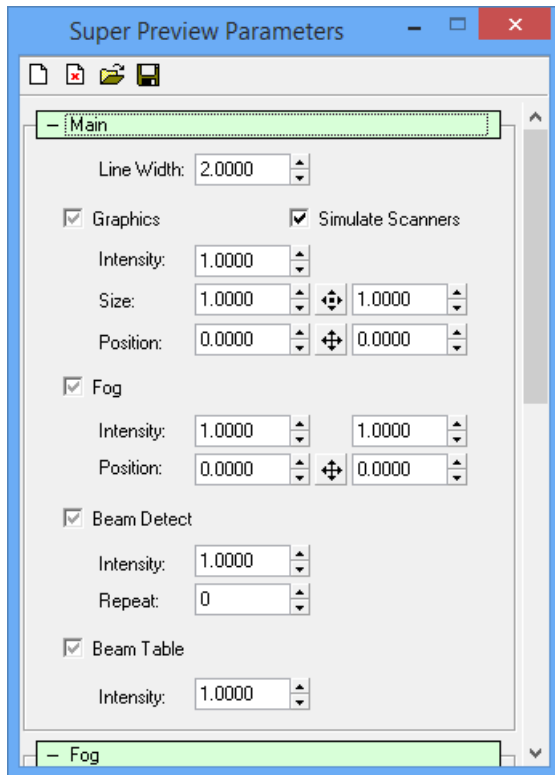 Super Preview Parameters
Main
Line Width: 2.0000
Graphics Simulate Scanners
Intensity: 1.0000
Size: 1.0000 1.0000
Position: 0.0000 0.0000
Fog
Intensity: 1.0000 1.0000
Position: 0.0000 0.0000
Beam Detect
Intensity: 1.0000
Repeat: 0
Beam Table
Intensity: 1.0000
Fog